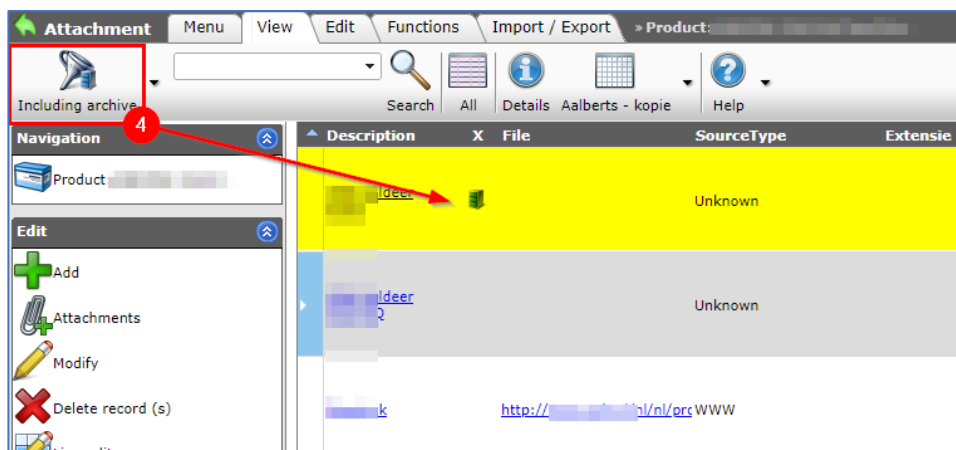 Attachment Menu View Edit Functions Import / Export » Product:
Including archive Search All Details Aalberts - kopie Help
4
Navigation
Product
Edit
Add
Attachments
Modify
Delete record (s)
Description X File SourceType Extensie
ldeer
Unknown
ldeer
Q
Unknown
k http:// nl/nl/prc WWW